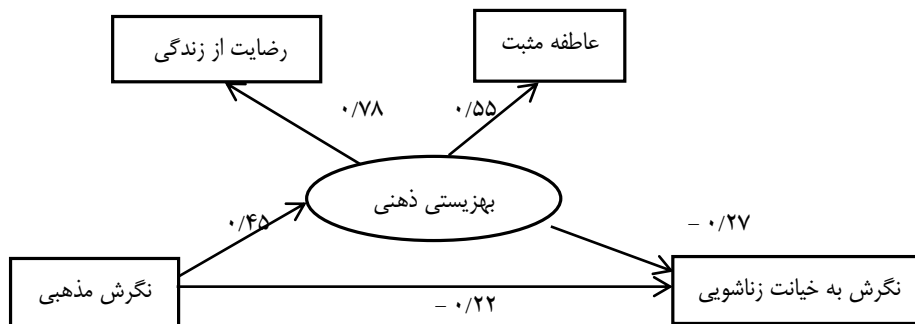 عاطفه مثبت
رضایت از زندگی
۰/۵۵
۰/۷۸
بهزیستی ذهنی
– ۰/۲۷
۰/۴۵
نگرش به خیانت زناشویی
نگرش مذهبی
– ۰/۲۲